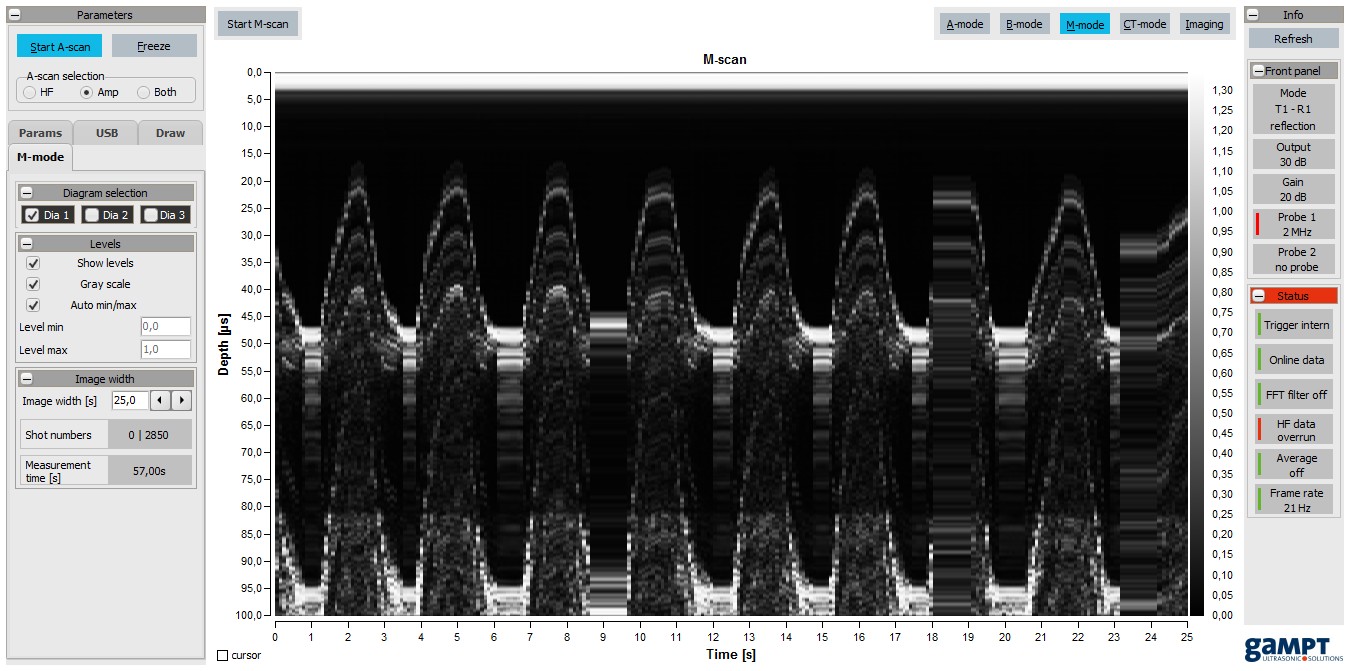 Parameters
Start A-scan
Freeze
A-scan selection
HF
Amp
Both
Params
USB
Draw
M-mode
Diagram selection
Dia 1
Dia 2
Dia 3
Levels
Show levels
Gray scale
Auto min/max
Level min
0,0
Level max
1,0
Image width
Image width [s]
25,0
Shot numbers
0 | 2850
Measurement
time [s]
57,00s
Start M-scan
A-mode
B-mode
M-mode
CT-mode
Imaging
M-scan
Depth [µs]
0,0
5,0
10,0
15,0
20,0
25,0
30,0
35,0
40,0
45,0
50,0
55,0
60,0
65,0
70,0
75,0
80,0
85,0
90,0
95,0
100,0
0 1 2 3 4 5 6 7 8 9 10 11 12 13 14 15 16 17 18 19 20 21 22 23 24 25
Time [s]
cursor
1,30
1,25
1,20
1,15
1,10
1,05
1,00
0,95
0,90
0,85
0,80
0,75
0,70
0,65
0,60
0,55
0,50
0,45
0,40
0,35
0,30
0,25
0,20
0,15
0,10
0,05
0,00
Info
Refresh
Front panel
Mode
T1 - R1
reflection
Output
30 dB
Gain
20 dB
Probe 1
2 MHz
Probe 2
no probe
Status
Trigger intern
Online data
FFT filter off
HF data
overrun
Average
off
Frame rate
21 Hz
gAMPT
ULTRASONIC SOLUTIONS